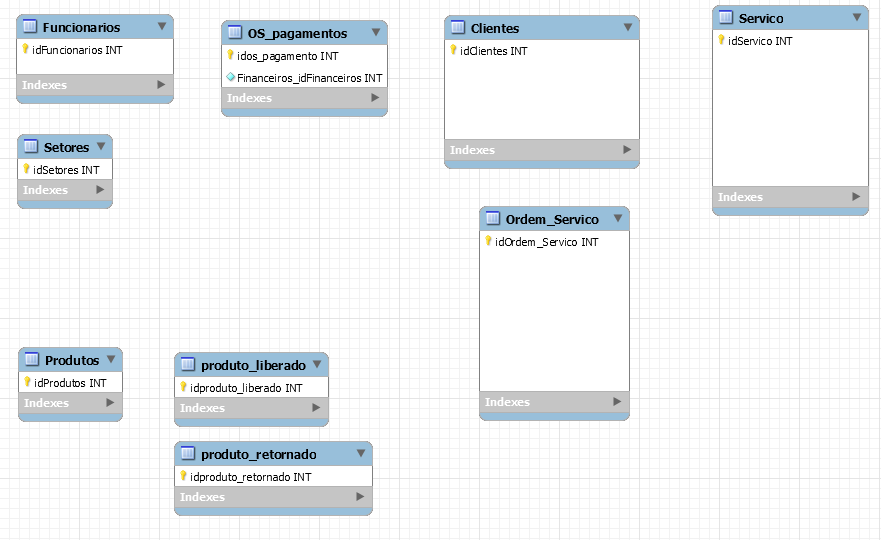 Funcionarios
idFuncionarios INT
Indexes
OS_pagamentos
idos_pagamento INT
Financeiros_idFinanceiros INT
Indexes
Clientes
idClientes INT
Indexes
Servico
idServico INT
Indexes
Setores
idSetores INT
Indexes
Ordem_Servico
idOrdem_Servico INT
Indexes
Produtos
idProdutos INT
Indexes
produto_liberado
idproduto_liberado INT
Indexes
produto_retornado
idproduto_retornado INT
Indexes